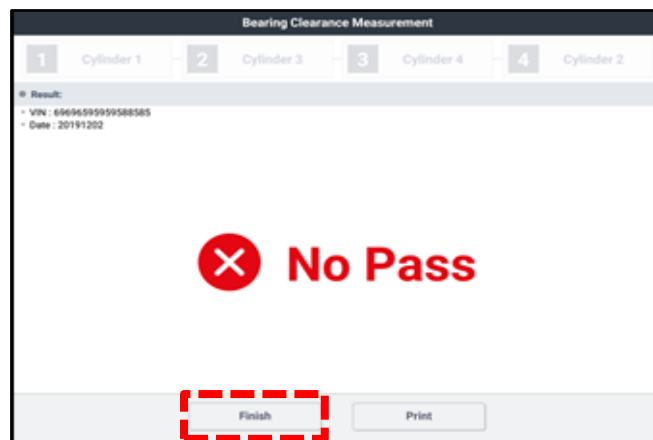 Bearing Clearance Measurement
1 Cylinder 1 2 Cylinder 3 3 Cylinder 4 4 Cylinder 2
Result:
VIN : 69696595959588585
Date : 20191202
No Pass
Finish Print